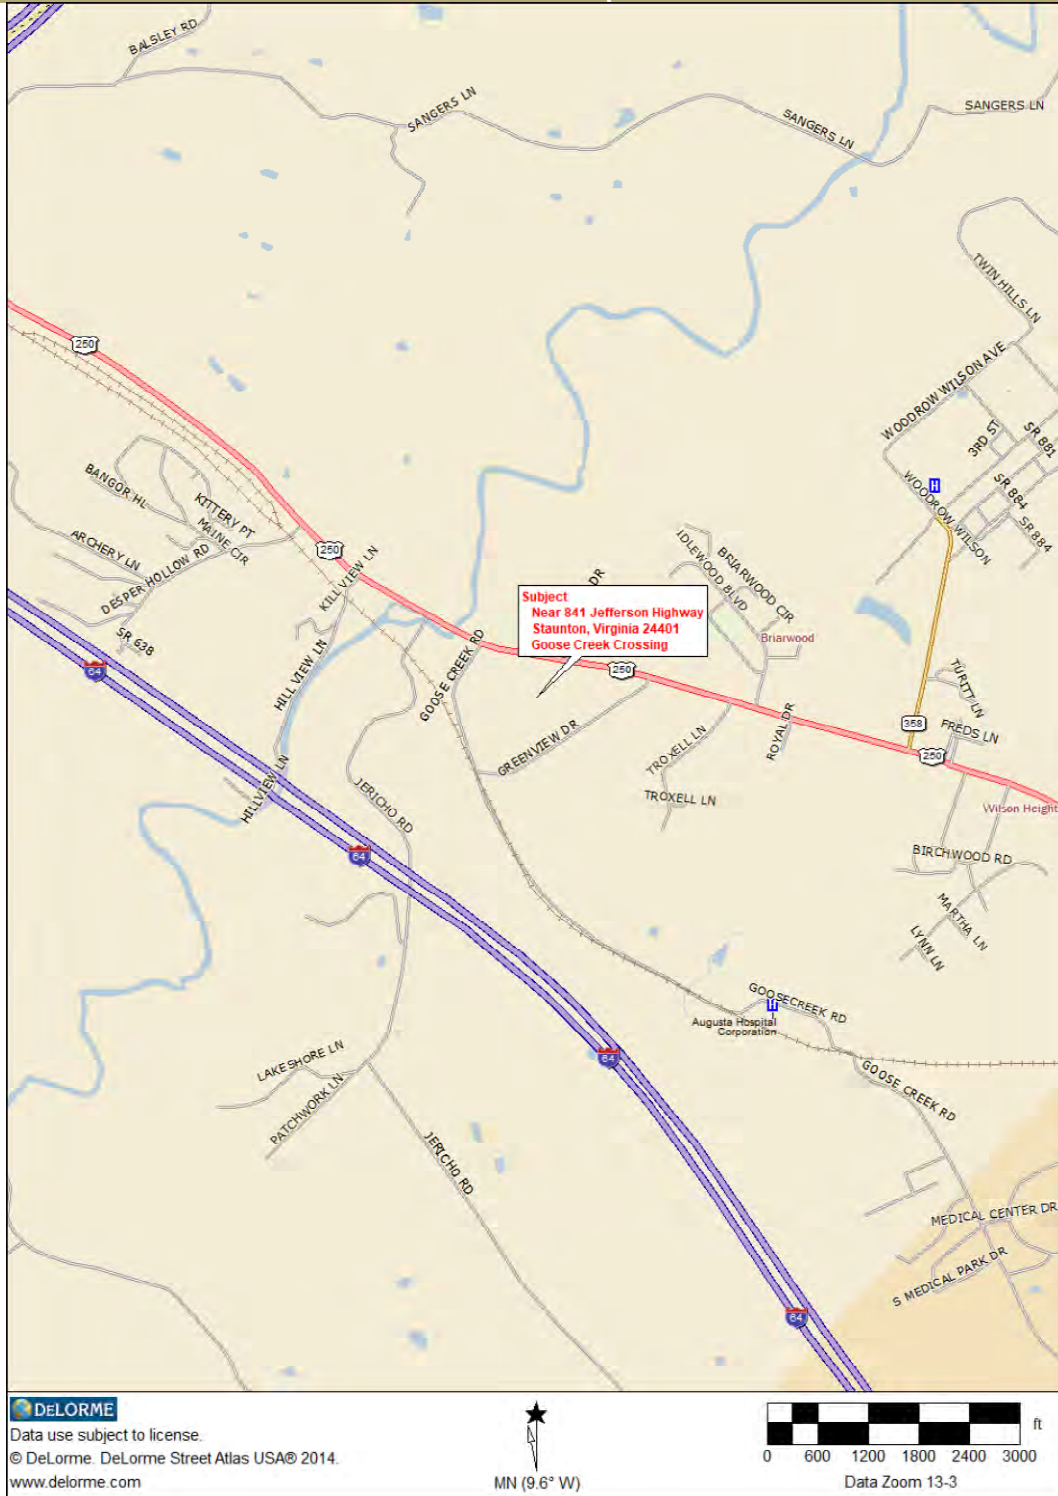 BALSLEY RD
SANGERS LN
SANGERS LN
SANGERS LN
TWIN HILLS LN
250
WOODROW WILSON AVE
3RD ST
SR 881
SR 884
SR 884
H
WOODROW WILSON
BANGOR HL
KITTERY PT
MAINE CIR
ARCHERY LN
DESPER HOLLOW RD
SR 638
250
KILLVIEW LN
IDLEWOOD BLVD
BRIARWOOD CIR
DR
Briarwood
Subject
Near 841 Jefferson Highway
Staunton, Virginia 24401
Goose Creek Crossing
64
HILLVIEW LN
GOOSE CREEK RD
250
TURITT LN
358
FREDS LN
250
ROYAL DR
GREENVIEW DR
TROXELL LN
TROXELL LN
HILLVIEW LN
JERICHO RD
Wilson Height
64
BIRCHWOOD RD
MARTHA LN
LYNN LN
GOOSECREEK RD
H
Augusta Hospital
Corporation
64
GOOSE CREEK RD
LAKESHORE LN
PATCHWORK LN
JERICHO RD
MEDICAL CENTER DR
S MEDICAL PARK DR
64
DELORME
Data use subject to license.
© DeLorme. DeLorme Street Atlas USA® 2014.
www.delorme.com
MN (9.6° W)
ft
0 600 1200 1800 2400 3000
Data Zoom 13-3